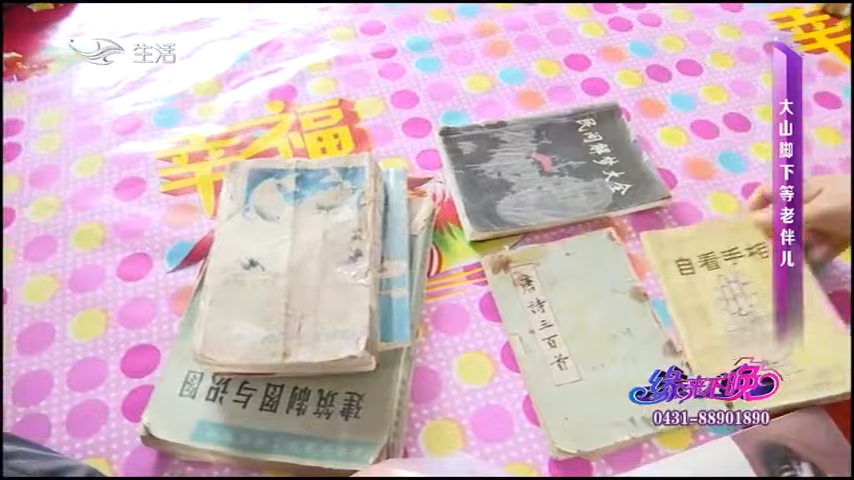 生活
幸福
民间解梦大全
大山脚下等老伴儿
唐诗三百首
自看手相
建筑制图与识图
缘来不晚
0431-88901890